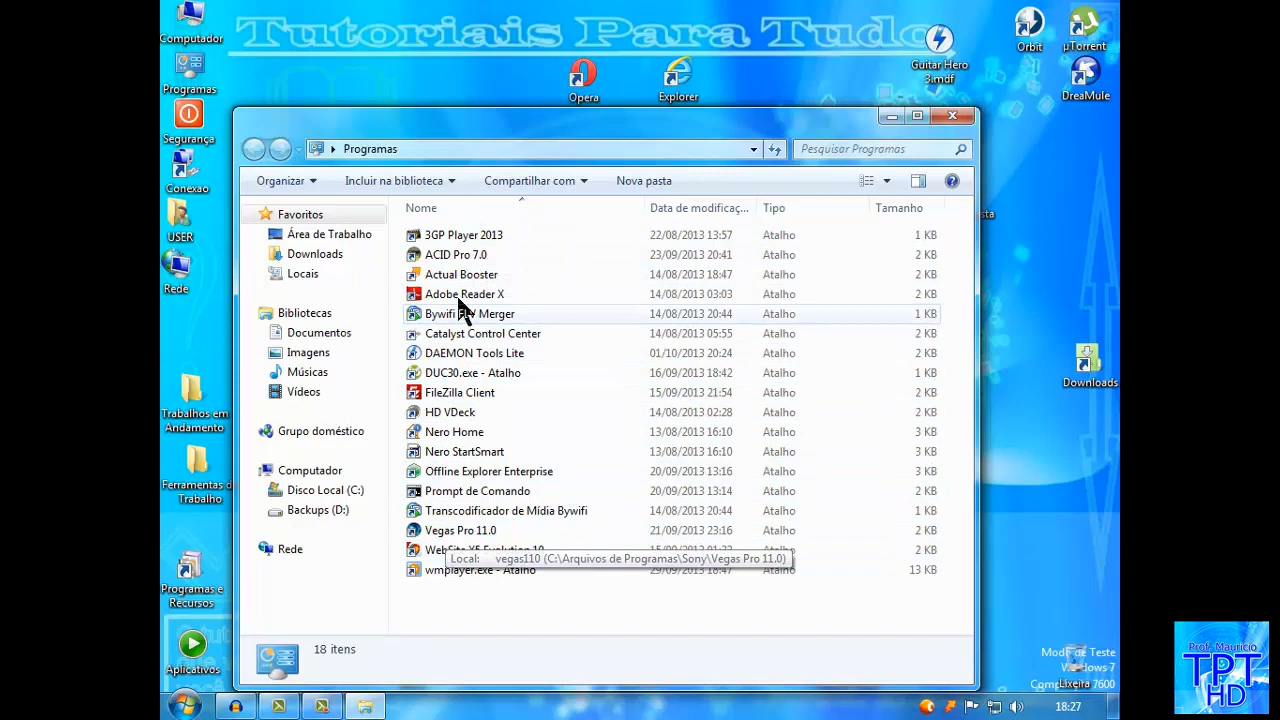 Tutoriais Para Tudo
Computador
Programas
Segurança
Conexao
USER
Rede
Trabalhos em
Andamento
Ferramentas d
Trabalho
Programas e
Recursos
Aplicativos
Opera
Explorer
Guitar Hero
3.mdf
Orbit
µTorrent
DreaMule
Downloads
Programas
Pesquisar Programas
Organizar
Incluir na biblioteca
Compartilhar com
Nova pasta
Favoritos
Área de Trabalho
Downloads
Locais
Bibliotecas
Documentos
Imagens
Músicas
Vídeos
Grupo doméstico
Computador
Disco Local (C:)
Backups (D:)
Rede
Nome Data de modificaç... Tipo Tamanho
3GP Player 2013 22/08/2013 13:57 Atalho 1 KB
ACID Pro 7.0 23/09/2013 20:41 Atalho 2 KB
Actual Booster 14/08/2013 18:47 Atalho 2 KB
Adobe Reader X 14/08/2013 03:03 Atalho 2 KB
Bywifi Merger 14/08/2013 20:44 Atalho 1 KB
Catalyst Control Center 14/08/2013 05:55 Atalho 2 KB
DAEMON Tools Lite 01/10/2013 20:24 Atalho 2 KB
DUC30.exe - Atalho 16/09/2013 18:42 Atalho 1 KB
FileZilla Client 15/09/2013 21:54 Atalho 2 KB
HD VDeck 14/08/2013 02:28 Atalho 2 KB
Nero Home 13/08/2013 16:10 Atalho 3 KB
Nero StartSmart 13/08/2013 16:10 Atalho 3 KB
Offline Explorer Enterprise 20/09/2013 13:16 Atalho 2 KB
Prompt de Comando 20/09/2013 13:14 Atalho 2 KB
Transcodificador de Mídia Bywifi 14/08/2013 20:44 Atalho 1 KB
Vegas Pro 11.0 21/09/2013 23:16 Atalho 2 KB
WebSite X5 Evolution 10 Atalho 2 KB
Local: vegas110 (C:\Arquivos de Programas\Sony\Vegas Pro 11.0)
wmplayer.exe - Atalho 29/09/2013 18:47 Atalho 13 KB
18 itens
Modo de Teste
Windows 7
7600
Lixeira
18:27
Prof. Mauricio
TPT
HD